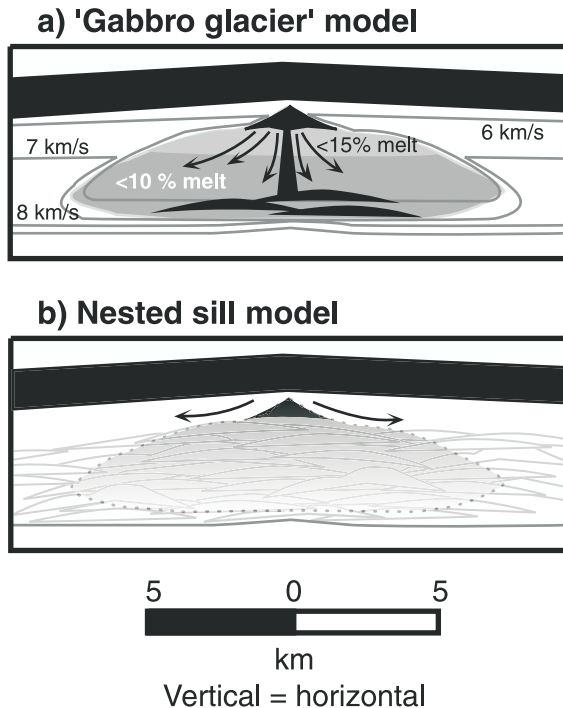 a) 'Gabbro glacier' model
7 km/s
6 km/s
<15% melt
<10 % melt
8 km/s
b) Nested sill model
5 0 5
km
Vertical = horizontal